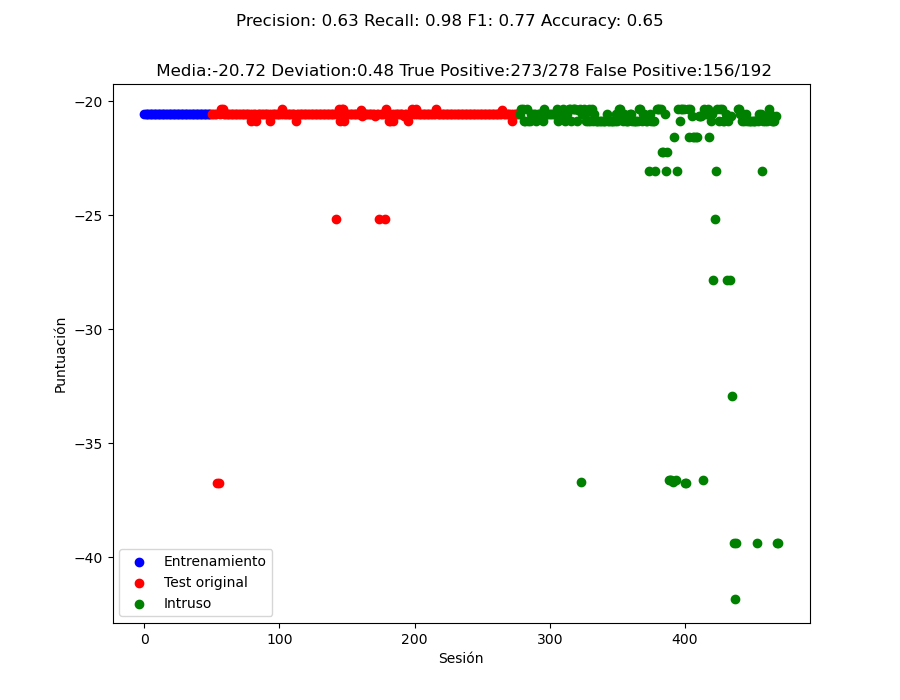 Precision: 0.63 Recall: 0.98 F1: 0.77 Accuracy: 0.65
Media:-20.72 Deviation:0.48 True Positive:273/278 False Positive:156/192
−20
−25
−30
−35
−40
Puntuación
Entrenamiento
Test original
Intruso
0 100 200 300 400
Sesión